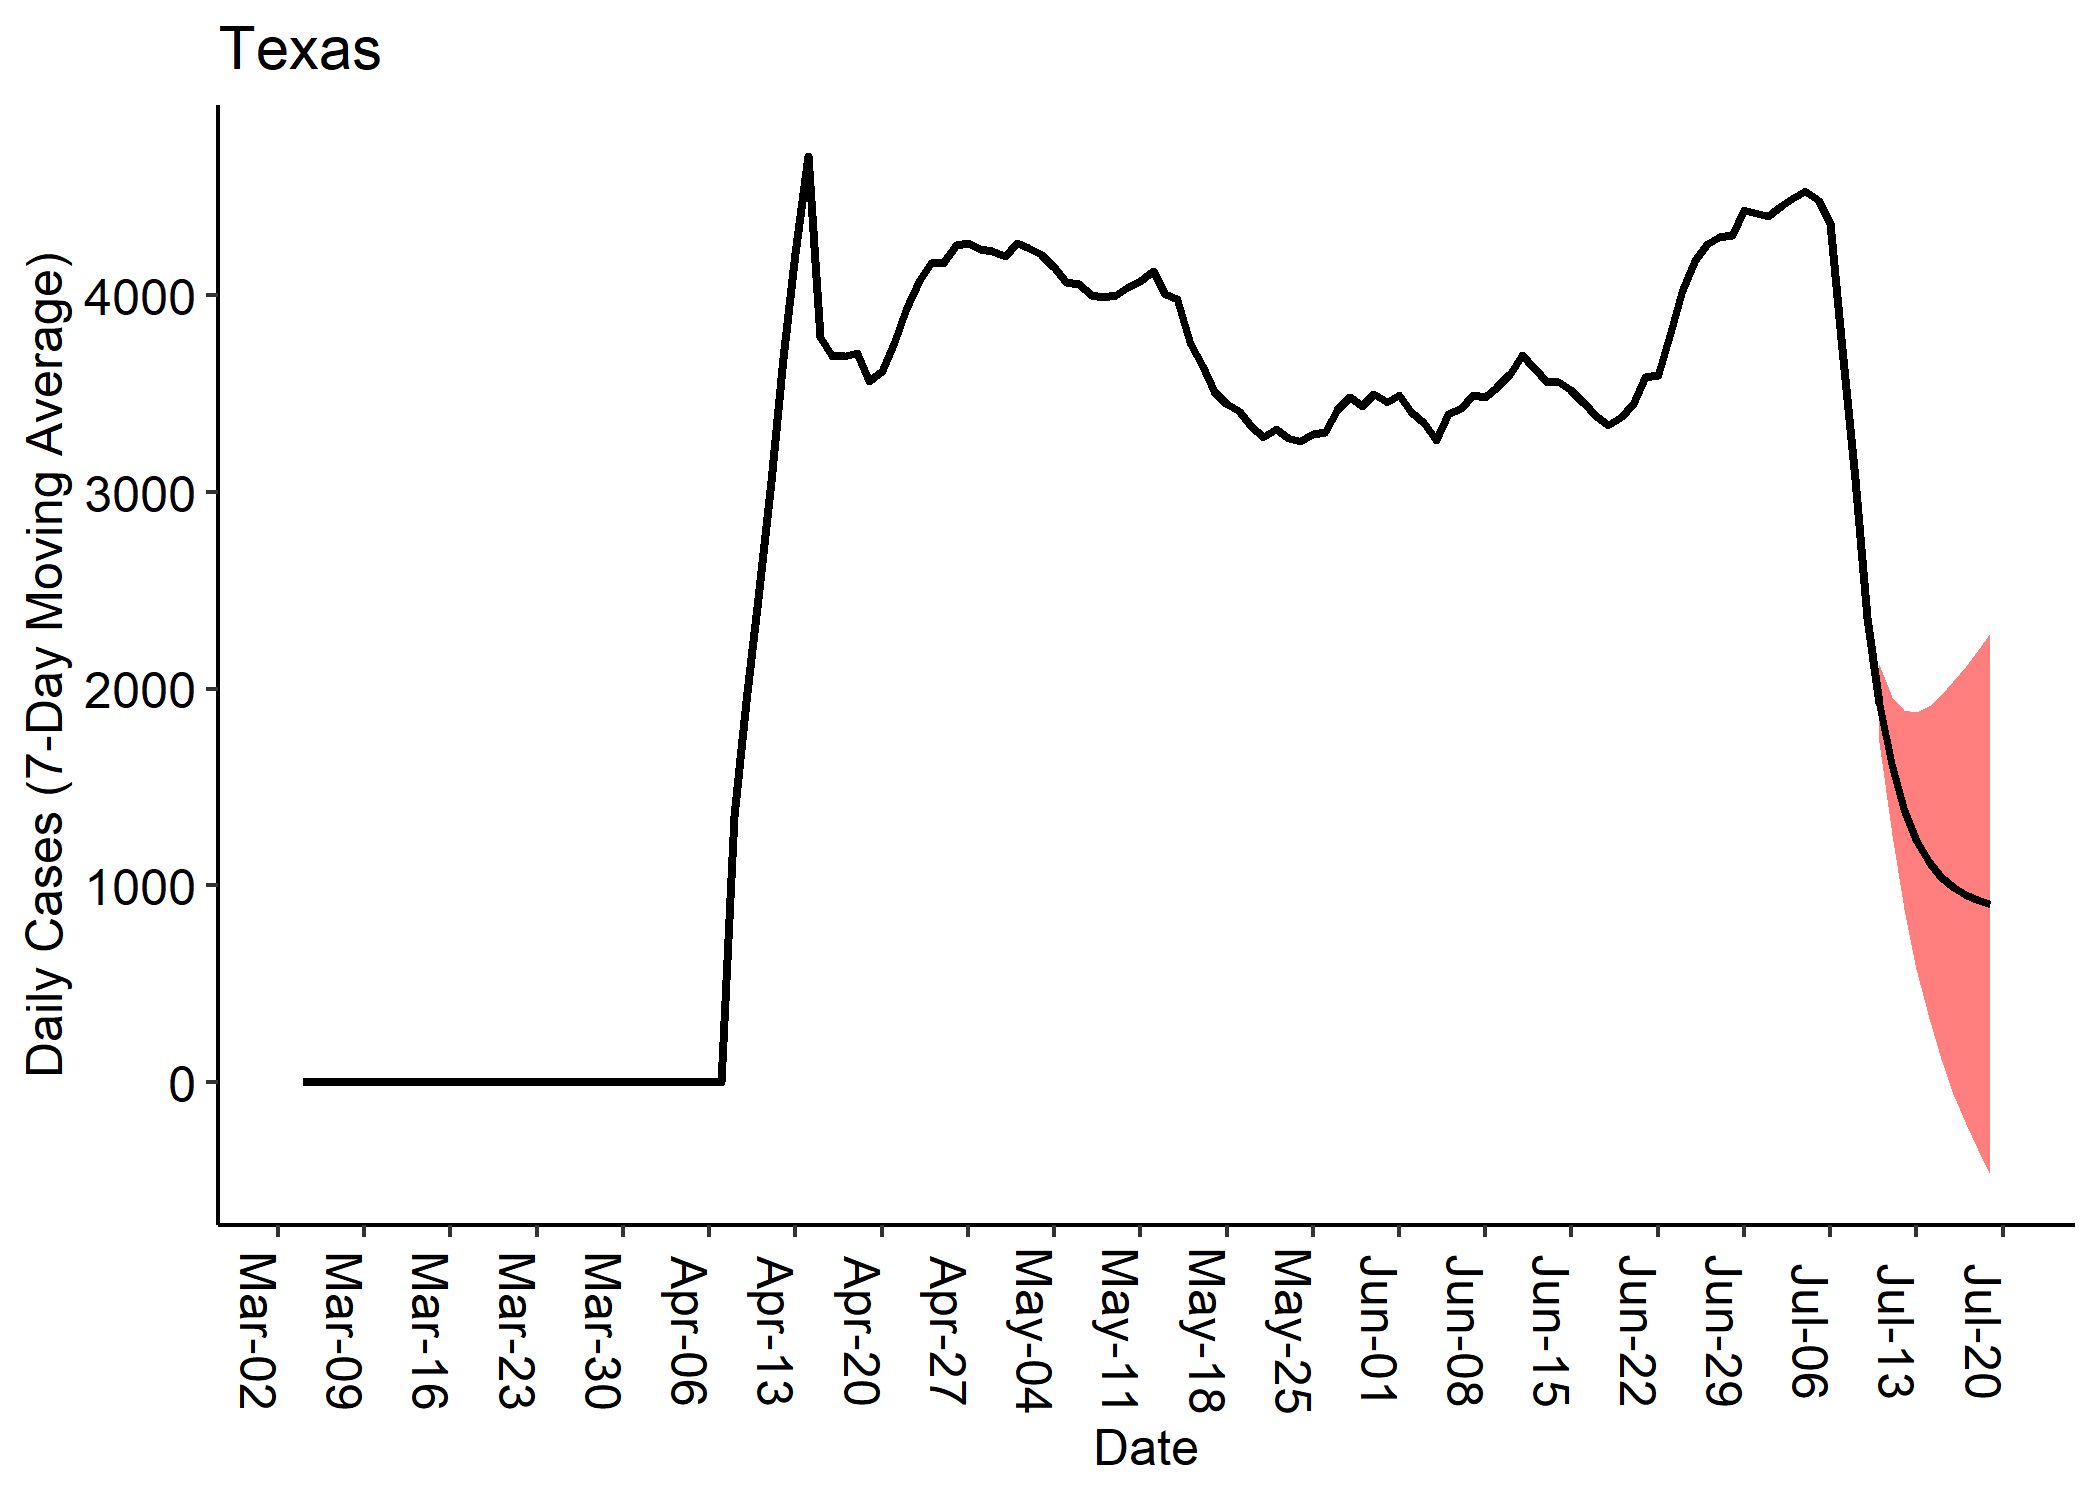 Texas
Daily Cases (7-Day Moving Average)
4000
3000
2000
1000
0
Mar-02
Mar-09
Mar-16
Mar-23
Mar-30
Apr-06
Apr-13
Apr-20
Apr-27
May-04
May-11
May-18
May-25
Jun-01
Jun-08
Jun-15
Jun-22
Jun-29
Jul-06
Jul-13
Jul-20
Date